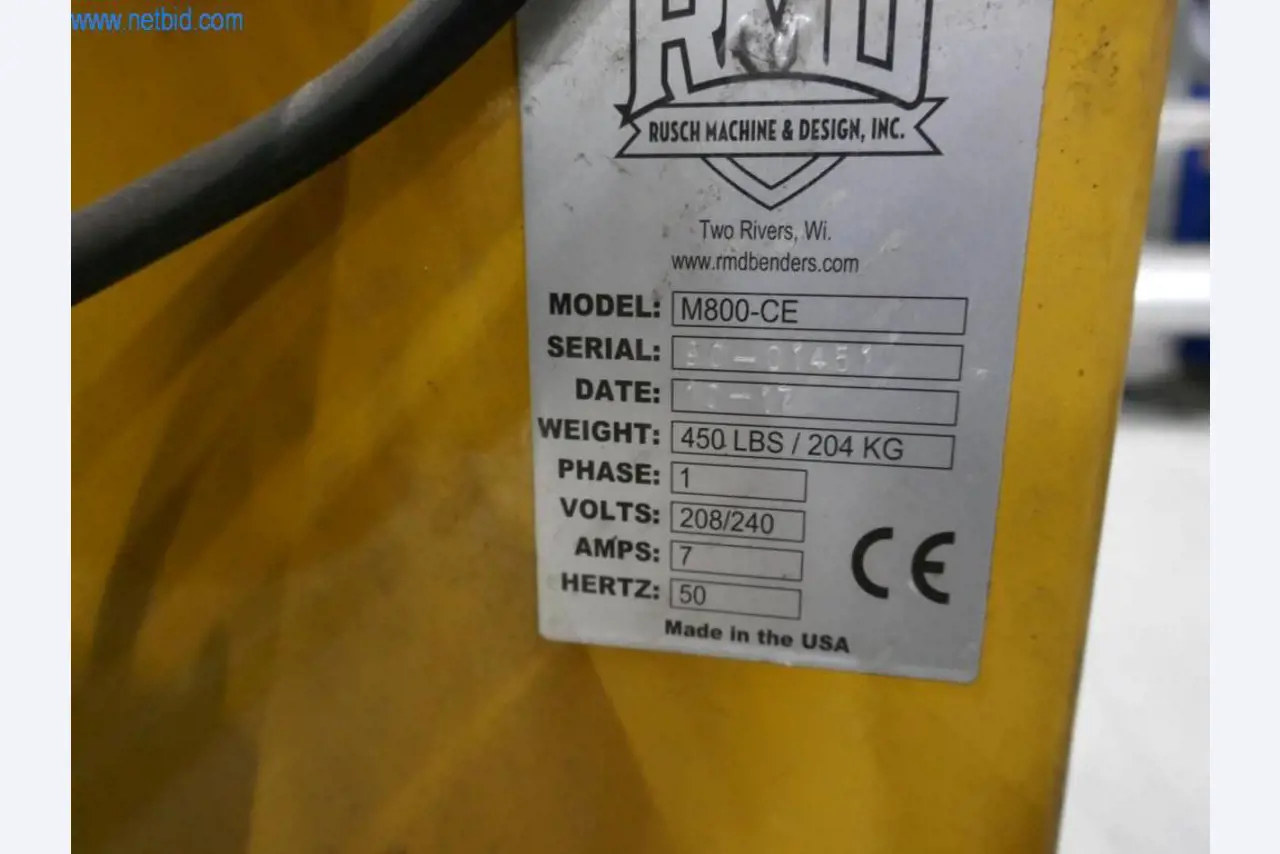 www.netbid.com
RMD
RUSCH MACHINE & DESIGN, INC.
Two Rivers, Wi.
www.rmdbenders.com
MODEL: M800-CE
SERIAL:
DATE:
WEIGHT: 450 LBS / 204 KG
PHASE: 1
VOLTS: 208/240
AMPS: 7
HERTZ: 50
CE
Made in the USA